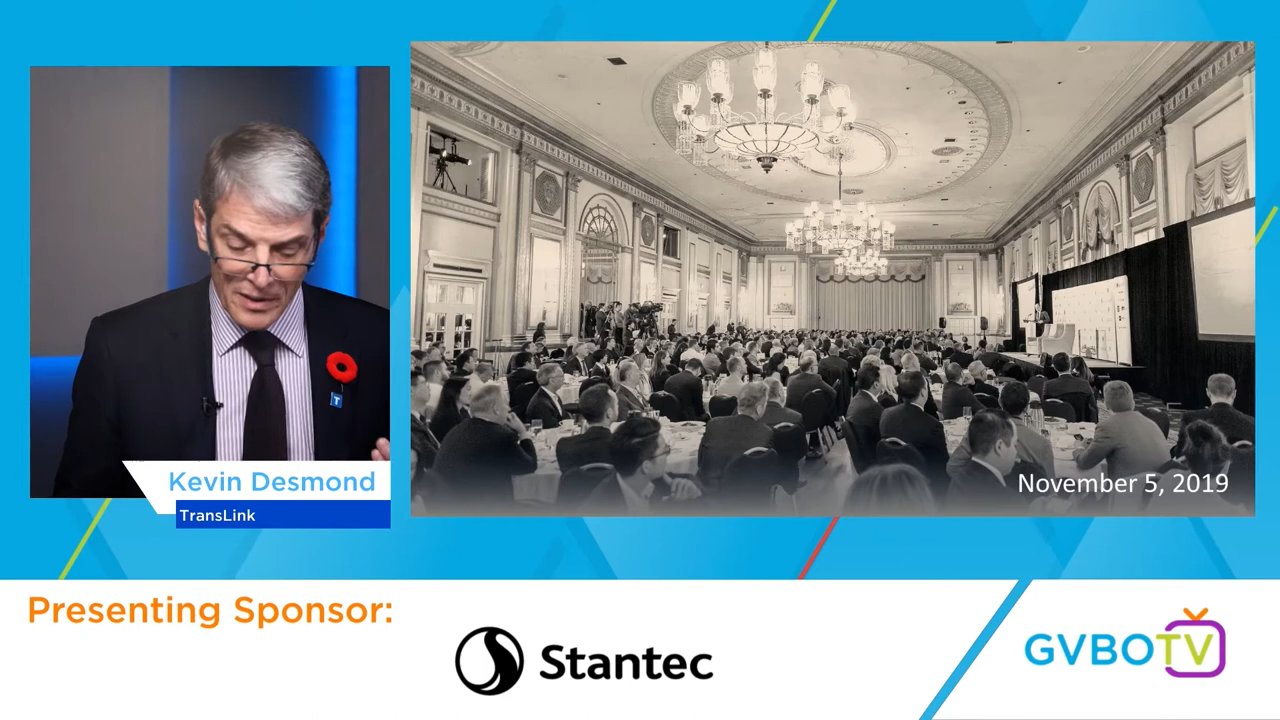 Kevin Desmond
TransLink
November 5, 2019
Presenting Sponsor:
Stantec
GVBOTV
T